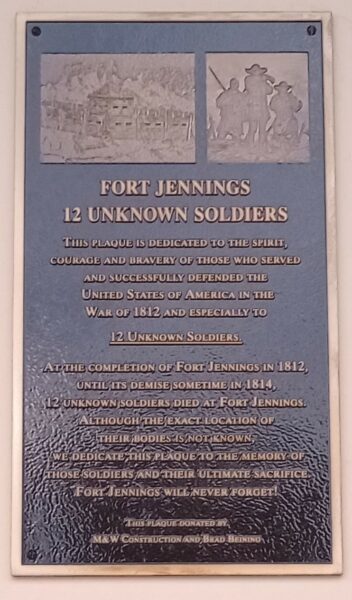 FORT JENNINGS
12 UNKNOWN SOLDIERS
THIS PLAQUE IS DEDICATED TO THE SPIRIT,
COURAGE AND BRAVERY OF THOSE WHO SERVED
AND SUCCESSFULLY DEFENDED THE
UNITED STATES OF AMERICA IN THE
WAR OF 1812 AND ESPECIALLY TO
12 UNKNOWN SOLDIERS.
AT THE COMPLETION OF FORT JENNINGS IN 1812,
UNTIL ITS DEMISE SOMETIME IN 1814,
12 UNKNOWN SOLDIERS DIED AT FORT JENNINGS.
ALTHOUGH THE EXACT LOCATION OF
THEIR BODIES IS NOT KNOWN,
WE DEDICATE THIS PLAQUE TO THE MEMORY OF
THOSE SOLDIERS AND THEIR ULTIMATE SACRIFICE
FORT JENNINGS WILL NEVER FORGET!
THIS PLAQUE DONATED BY
M&W CONSTRUCTION AND BRAD BEINING